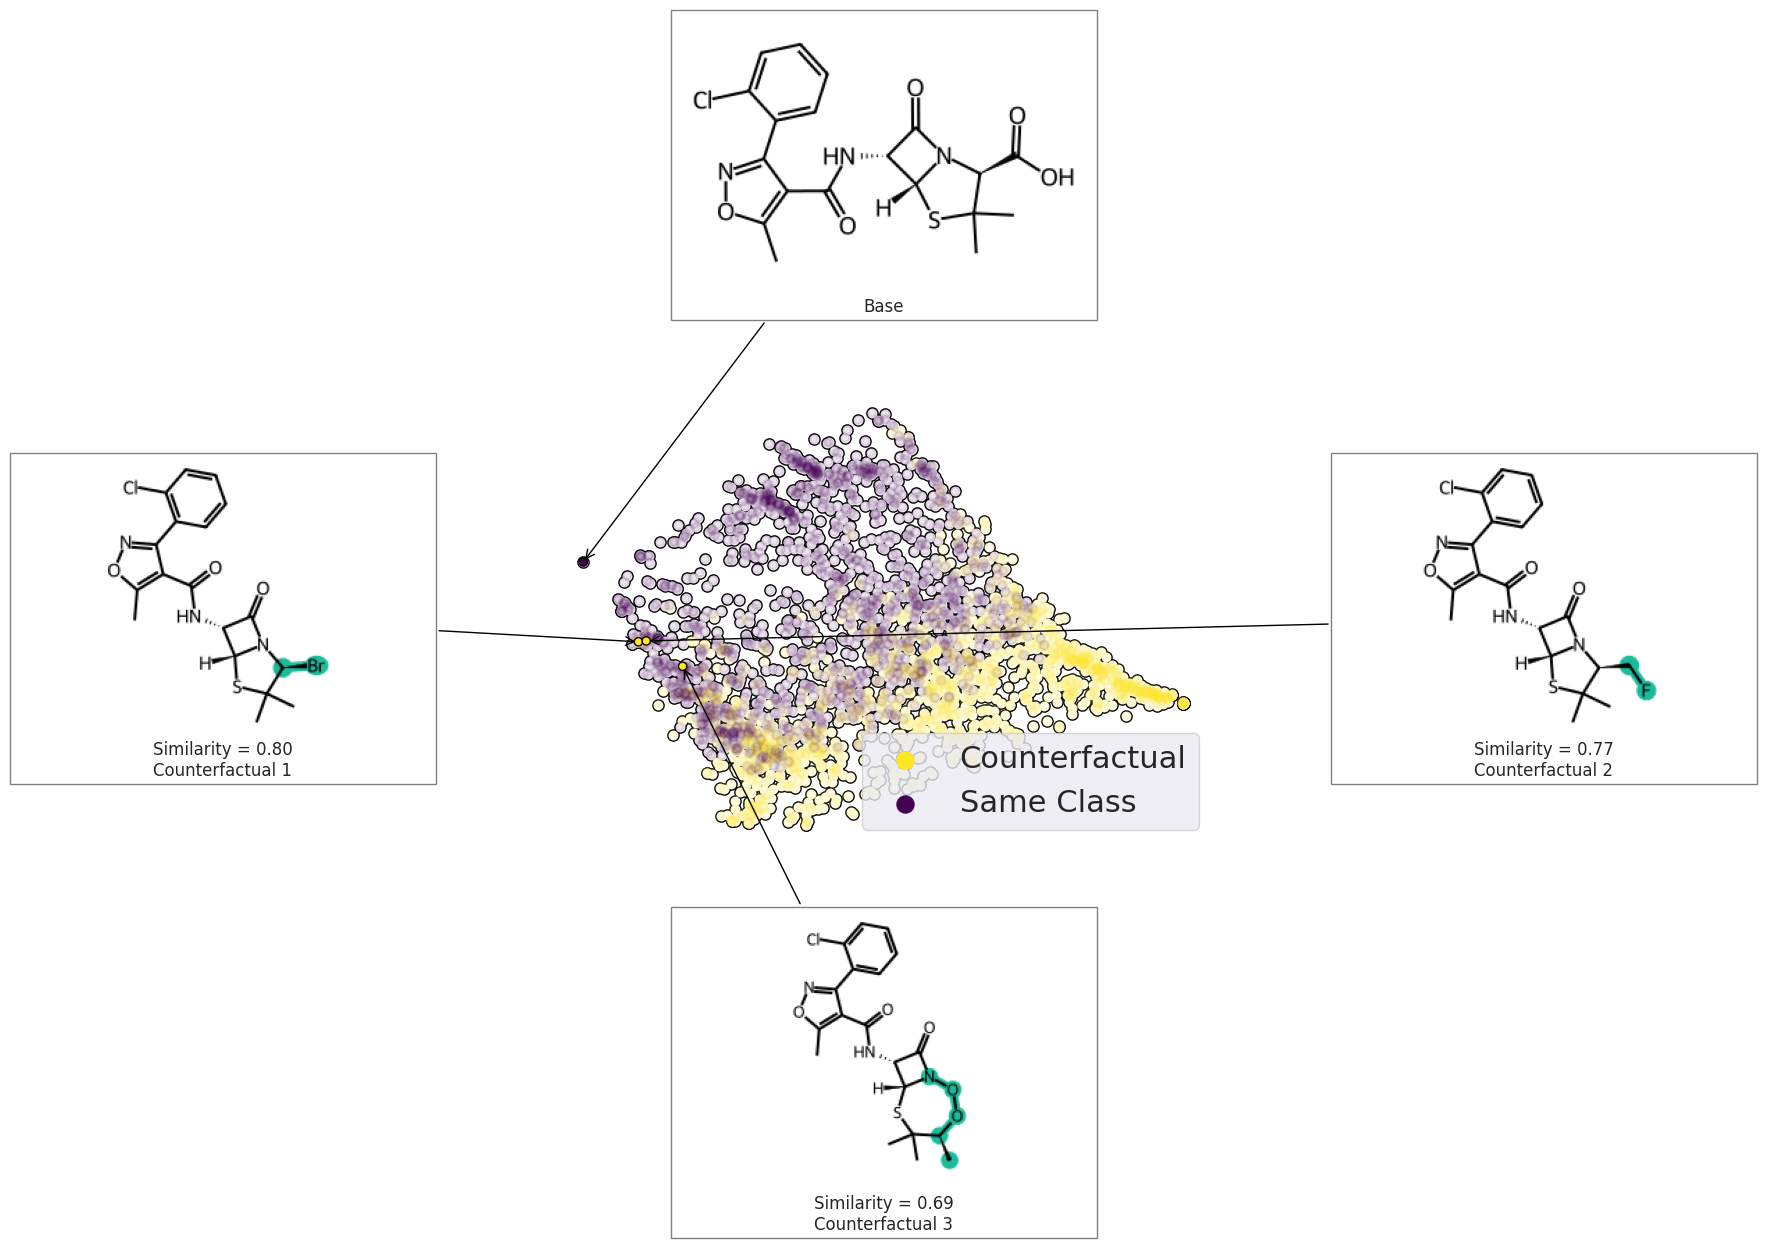 Cl
O
O
N
HN
N
OH
O
O
H
S
Base
Cl
N
O
O
HN
O
N
H
Br
S
Similarity = 0.80
Counterfactual 1
Cl
N
O
O
HN
O
N
H
F
S
Similarity = 0.77
Counterfactual 2
Counterfactual
Same Class
Cl
N
O
O
HN
O
N
H
O
S
O
Similarity = 0.69
Counterfactual 3